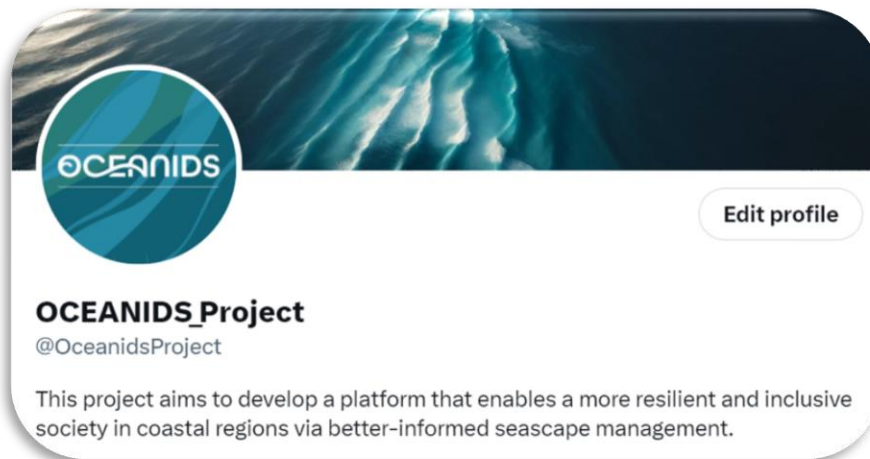 OCEANIDS
Edit profile
OCEANIDS_Project
@OceanidsProject
This project aims to develop a platform that enables a more resilient and inclusive
society in coastal regions via better-informed seascape management.